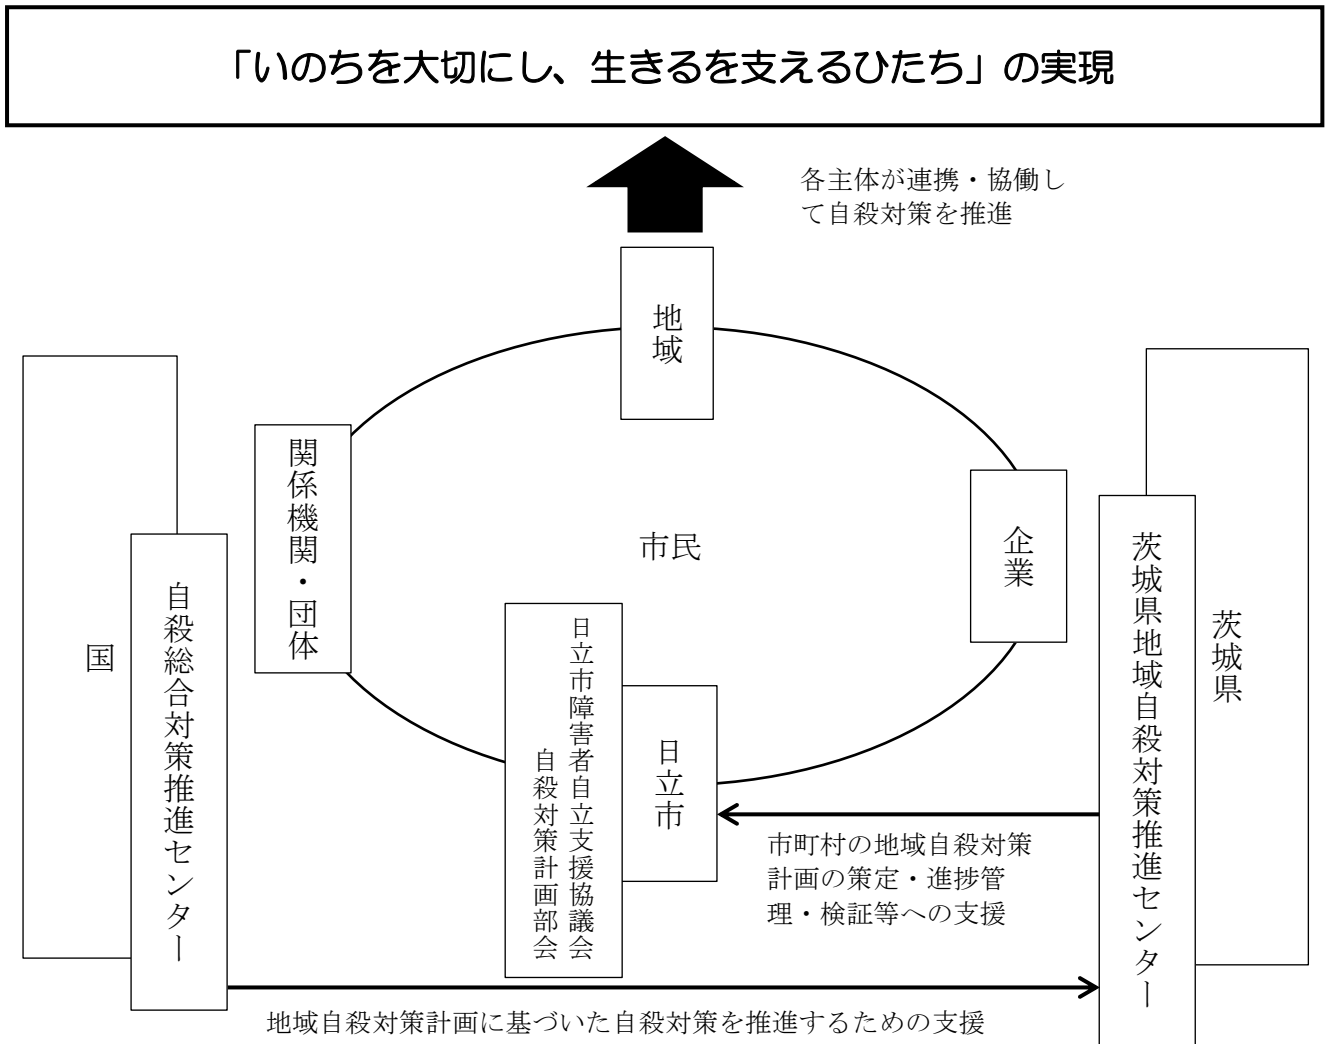 「いのちを大切にし、生きるを支えるひたち」の実現
各主体が連携・協働し
て自殺対策を推進
地域
関係機関・団体
市民
企業
国
自殺総合対策推進センター
日立市障害者自立支援協議会
自殺対策計画部会
日立市
茨城県地域自殺対策推進センター
茨城県
市町村の地域自殺対策
計画の策定・進捗管
理・検証等への支援
地域自殺対策計画に基づいた自殺対策を推進するための支援